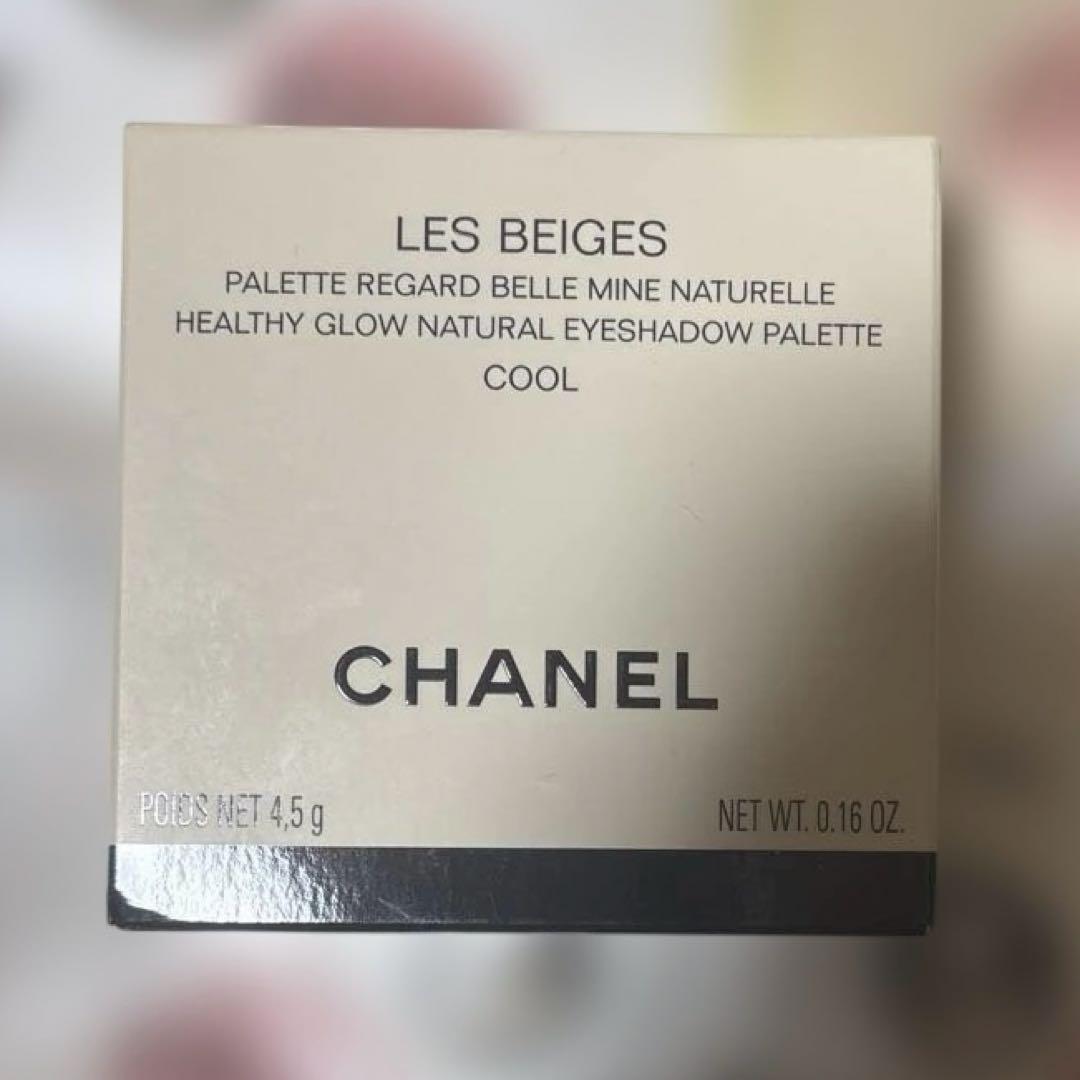 LES BEIGES
PALETTE REGARD BELLE MINE NATURELLE
HEALTHY GLOW NATURAL EYESHADOW PALETTE
COOL
CHANEL
POIDS NET 4,5 g
NET WT. 0.16 OZ.